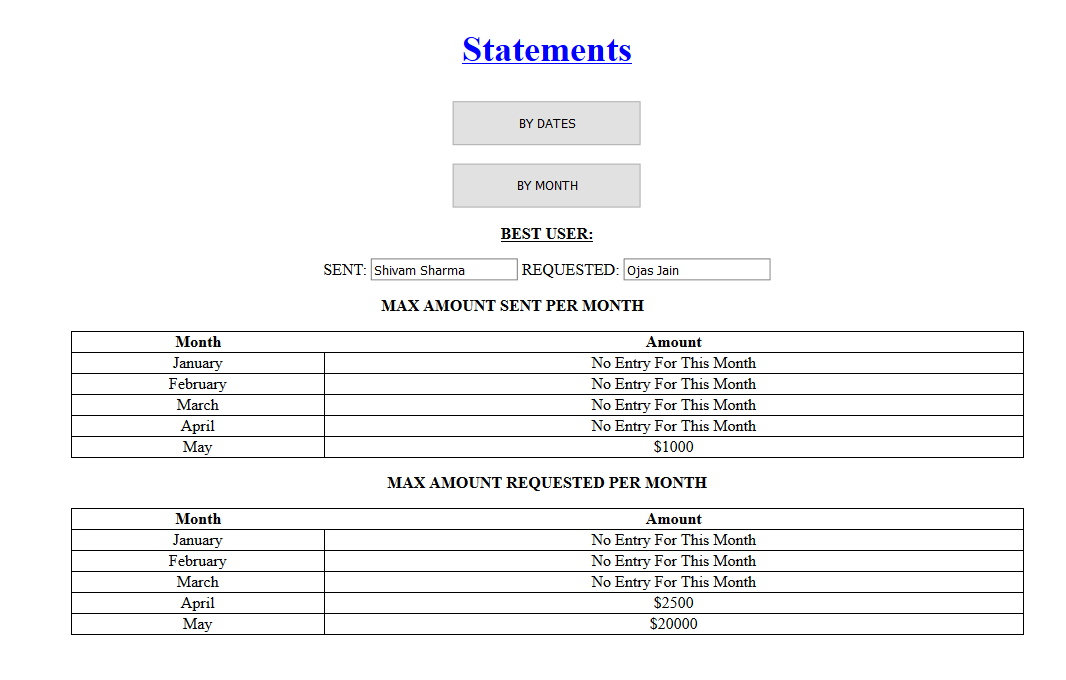 Statements
BY DATES
BY MONTH
BEST USER:
SENT: Shivam Sharma REQUESTED: Ojas Jain
MAX AMOUNT SENT PER MONTH
Month Amount
January No Entry For This Month
February No Entry For This Month
March No Entry For This Month
April No Entry For This Month
May $1000
MAX AMOUNT REQUESTED PER MONTH
Month Amount
January No Entry For This Month
February No Entry For This Month
March No Entry For This Month
April $2500
May $20000